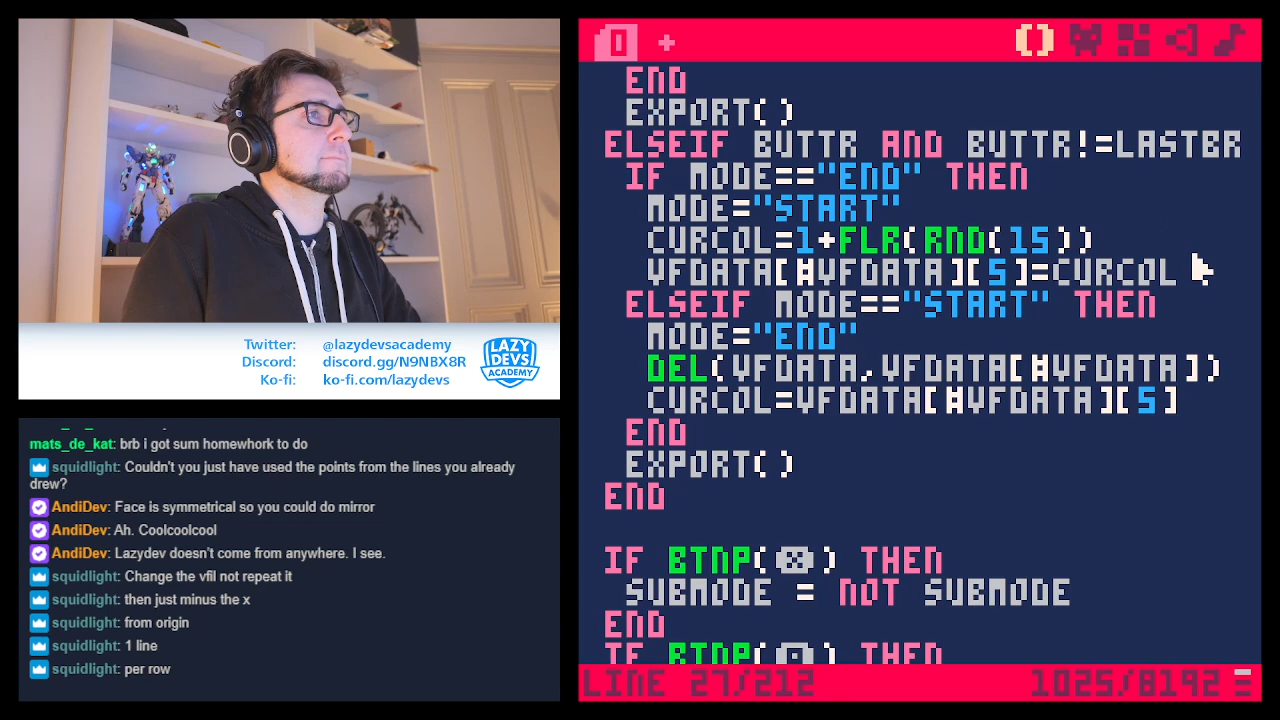 Twitter: @lazydevsacademy
Discord: discord.gg/N9NBX8R
Ko-fi: ko-fi.com/lazydevs
LAZY
DEVS
ACADEMY
mats_de_kat: brb i got sum homewhork to do
squidlight: Couldn't you just have used the points from the lines you already
drew?
AndiDev: Face is symmetrical so you could do mirror
AndiDev: Ah. Coolcoolcool
AndiDev: Lazydev doesn't come from anywhere. I see.
squidlight: Change the vfil not repeat it
squidlight: then just minus the x
squidlight: from origin
squidlight: 1 line
squidlight: per row
0 +
END
EXPORT()
ELSEIF BUTTR AND BUTTR!=LASTBR
IF MODE=="END" THEN
MODE="START"
CURCOL=1+FLR(RND(15))
VFDATA[#VFDATA][5]=CURCOL
ELSEIF MODE=="START" THEN
MODE="END"
DEL(VFDATA,VFDATA[#VFDATA])
CURCOL=VFDATA[#VFDATA][5]
END
EXPORT()
END
IF BTNP(❎) THEN
SUBMODE = NOT SUBMODE
END
IF BTNP(🅾️) THEN
LINE 27/212 1025/8192